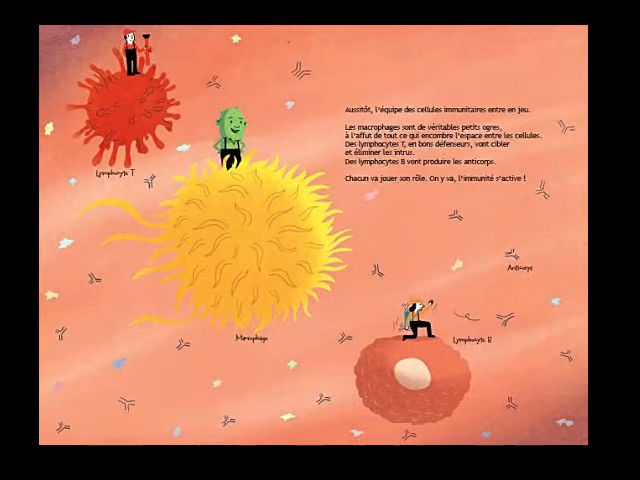 Aussitôt, l'équipe des cellules immunitaires entre en jeu.
Les macrophages sont de véritables petits ogres,
à l'affut de tout ce qui encombre l'espace entre les cellules.
Des lymphocytes T, en bons défenseurs, vont cibler
et éliminer les intrus.
Des lymphocytes B vont produire les anticorps.
Chacun va jouer son rôle. On y va, l'immunité s'active !
Lymphocyte T
Anticorps
Macrophage
Lymphocyte B